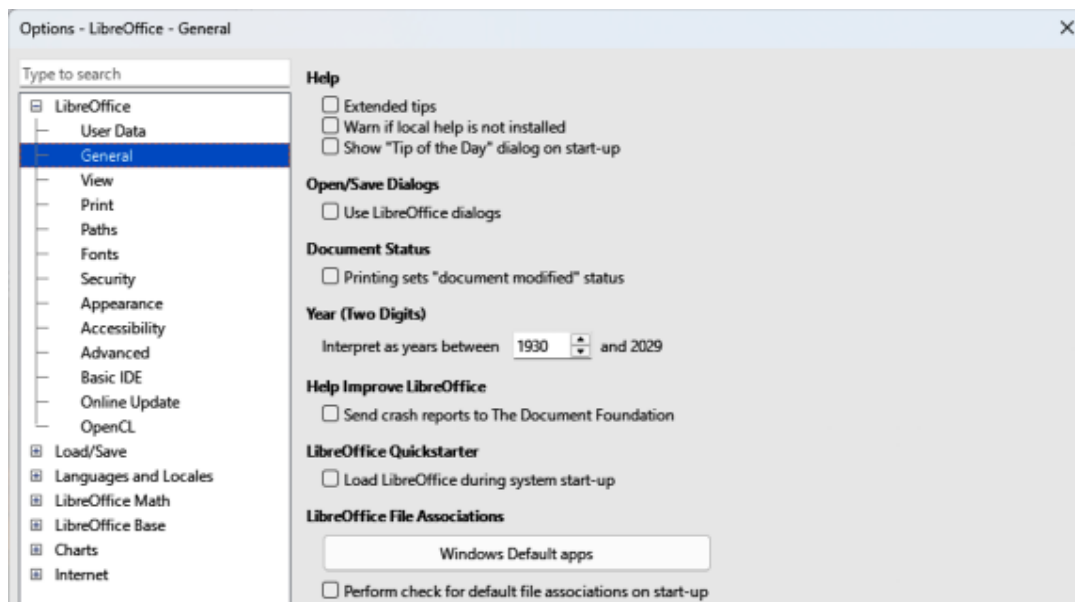 Options - LibreOffice - General
Type to search
LibreOffice
User Data
General
View
Print
Paths
Fonts
Security
Appearance
Accessibility
Advanced
Basic IDE
Online Update
OpenCL
Load/Save
Languages and Locales
LibreOffice Math
LibreOffice Base
Charts
Internet
Help
Extended tips
Warn if local help is not installed
Show "Tip of the Day" dialog on start-up
Open/Save Dialogs
Use LibreOffice dialogs
Document Status
Printing sets "document modified" status
Year (Two Digits)
Interpret as years between 1930 and 2029
Help Improve LibreOffice
Send crash reports to The Document Foundation
LibreOffice Quickstarter
Load LibreOffice during system start-up
LibreOffice File Associations
Windows Default apps
Perform check for default file associations on start-up